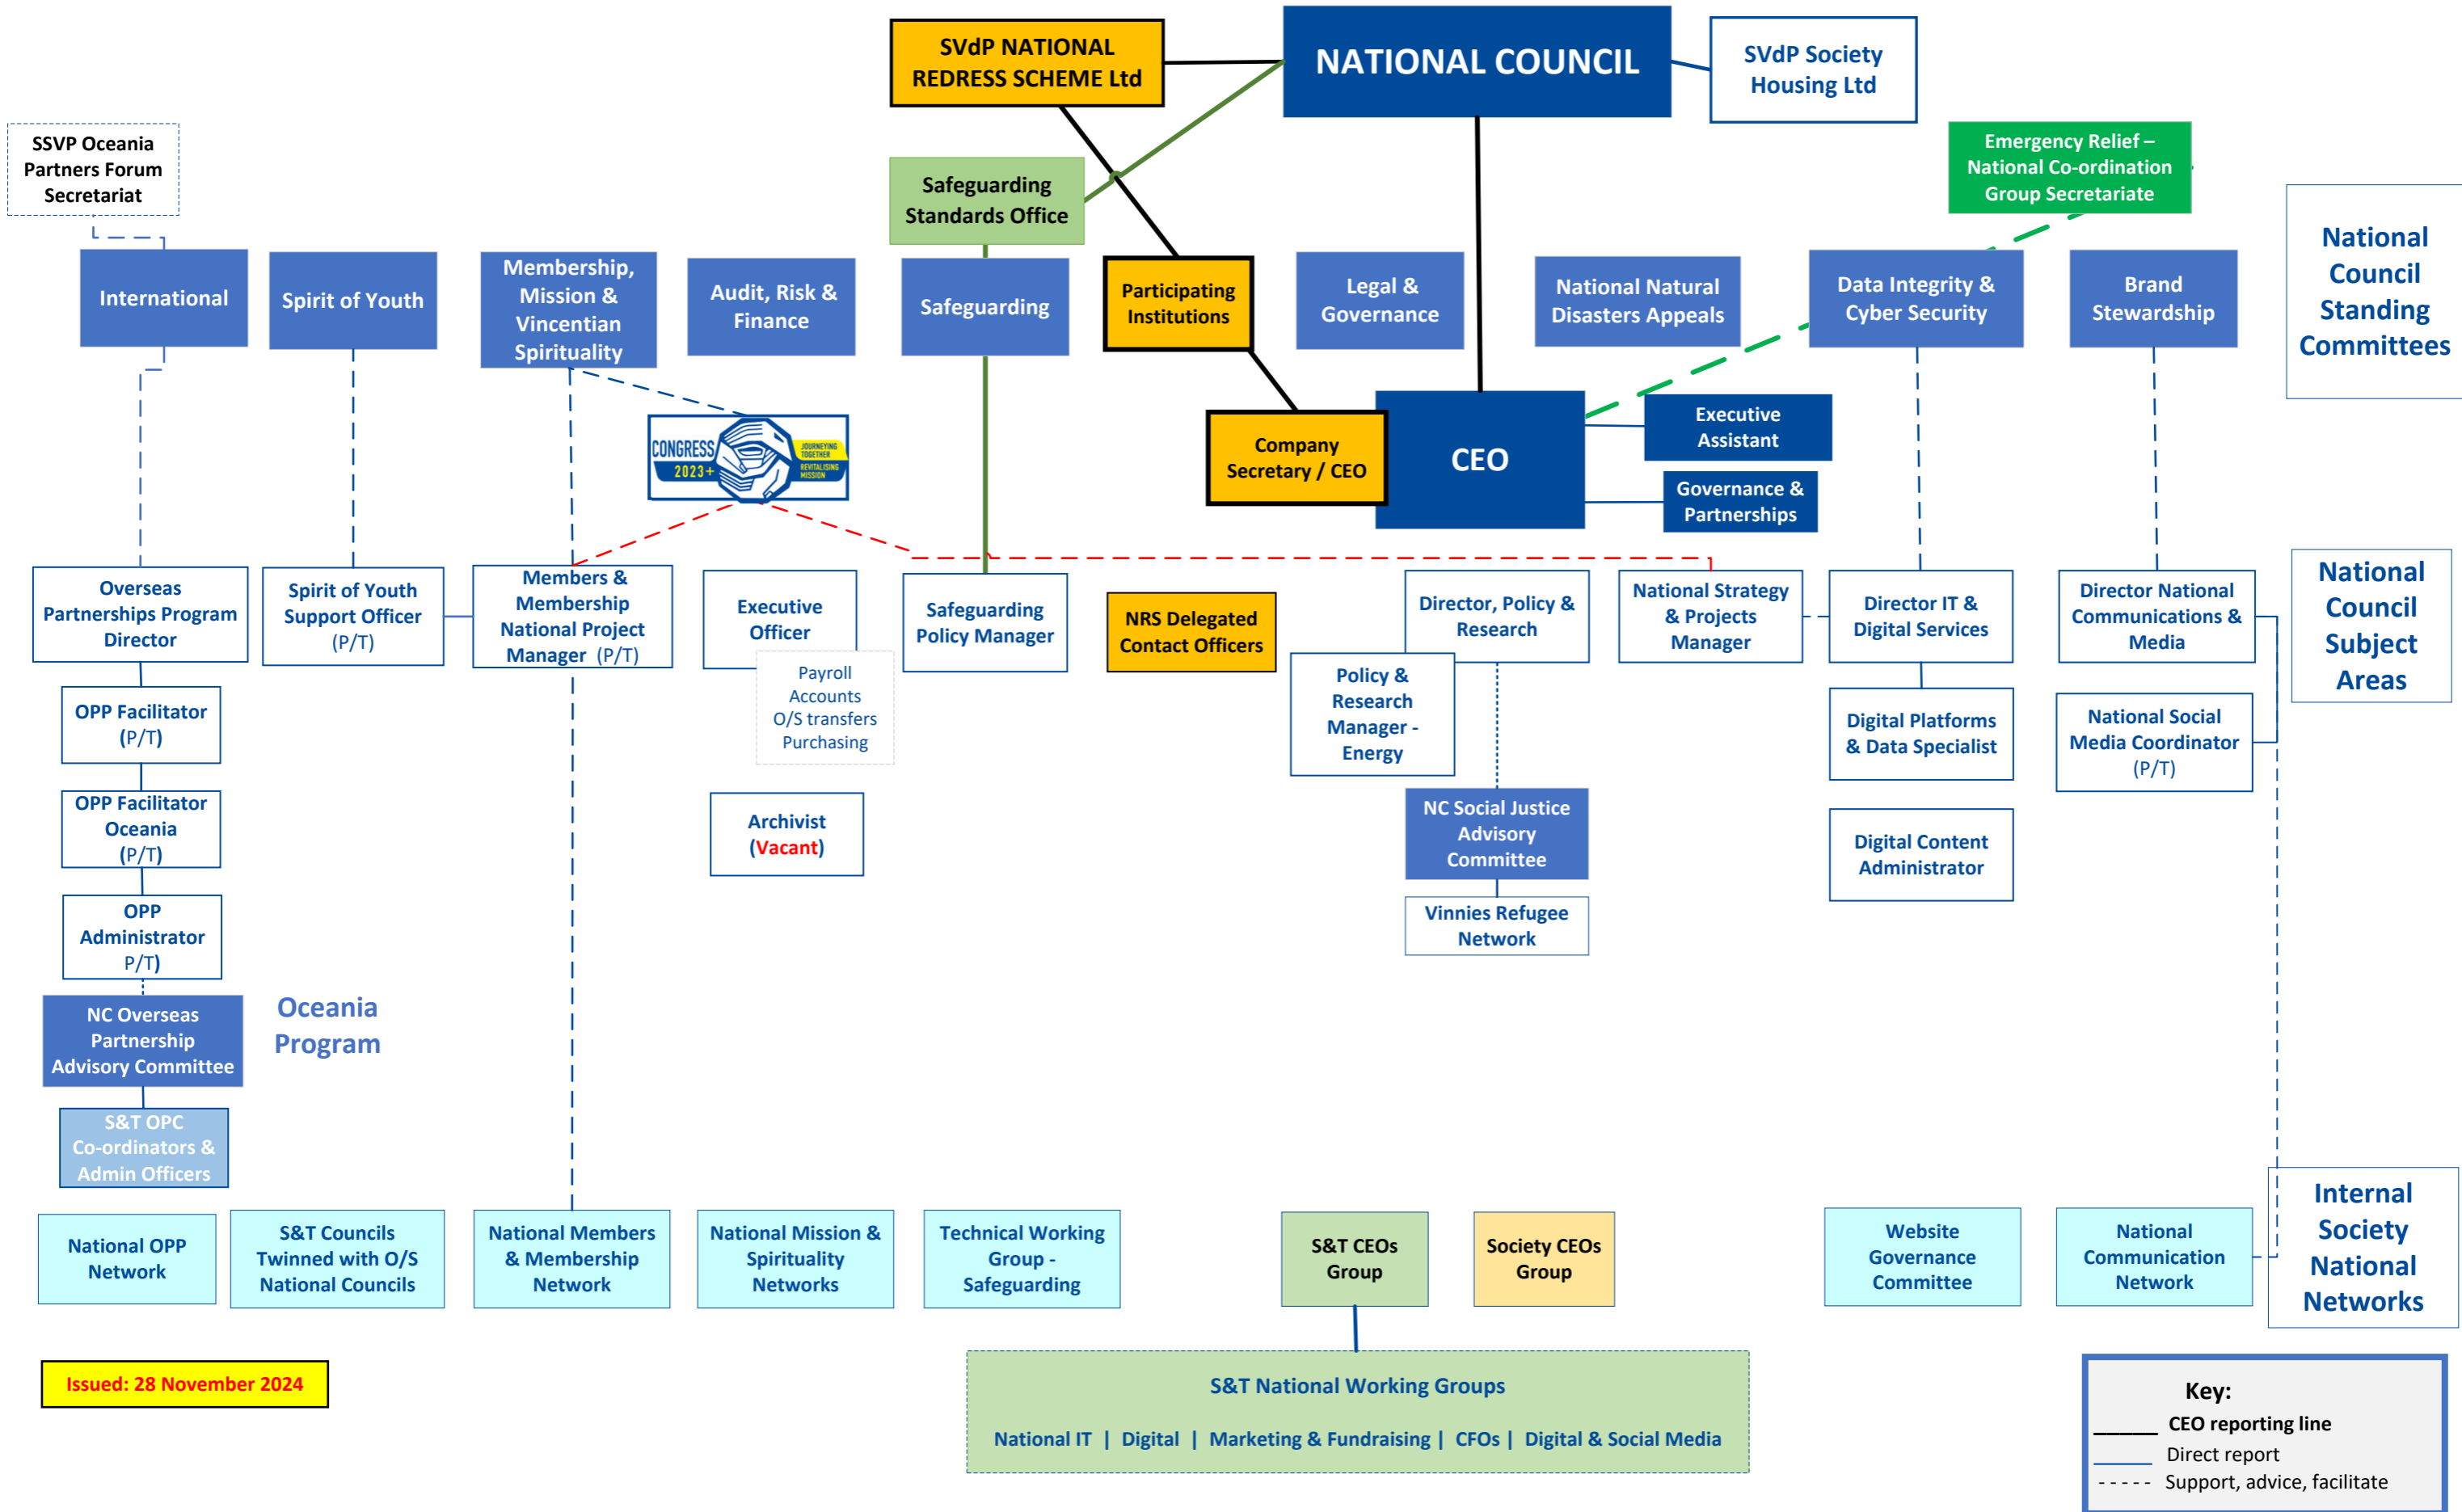 SVdP NATIONAL
REDRESS SCHEME Ltd
NATIONAL COUNCIL
SVdP Society
Housing Ltd
SSVP Oceania
Partners Forum
Secretariat
Safeguarding
Standards Office
Emergency Relief –
National Co-ordination
Group Secretariate
National
Council
Standing
Committees
International
Spirit of Youth
Membership,
Mission &
Vincentian
Spirituality
Audit, Risk &
Finance
Safeguarding
Participating
Institutions
Legal &
Governance
National Natural
Disasters Appeals
Data Integrity &
Cyber Security
Brand
Stewardship
CONGRESS
2023+
JOURNEYING
TOGETHER
REVITALISING
MISSION
Company
Secretary / CEO
CEO
Executive
Assistant
Governance &
Partnerships
Overseas
Partnerships Program
Director
Spirit of Youth
Support Officer
(P/T)
Members &
Membership
National Project
Manager (P/T)
Executive
Officer
Payroll
Accounts
O/S transfers
Purchasing
Safeguarding
Policy Manager
NRS Delegated
Contact Officers
Director, Policy &
Research
Policy &
Research
Manager -
Energy
National Strategy
& Projects
Manager
Director IT &
Digital Services
Director National
Communications &
Media
National
Council
Subject
Areas
OPP Facilitator
(P/T)
Digital Platforms
& Data Specialist
National Social
Media Coordinator
(P/T)
OPP Facilitator
Oceania
(P/T)
Archivist
(Vacant)
NC Social Justice
Advisory
Committee
Digital Content
Administrator
OPP
Administrator
P/T)
Vinnies Refugee
Network
NC Overseas
Partnership
Advisory Committee
Oceania
Program
S&T OPC
Co-ordinators &
Admin Officers
National OPP
Network
S&T Councils
Twinned with O/S
National Councils
National Members
& Membership
Network
National Mission &
Spirituality
Networks
Technical Working
Group -
Safeguarding
S&T CEOs
Group
Society CEOs
Group
Website
Governance
Committee
National
Communication
Network
Internal
Society
National
Networks
Issued: 28 November 2024
S&T National Working Groups
National IT | Digital | Marketing & Fundraising | CFOs | Digital & Social Media
Key:
_____ CEO reporting line
_____ Direct report
----- Support, advice, facilitate